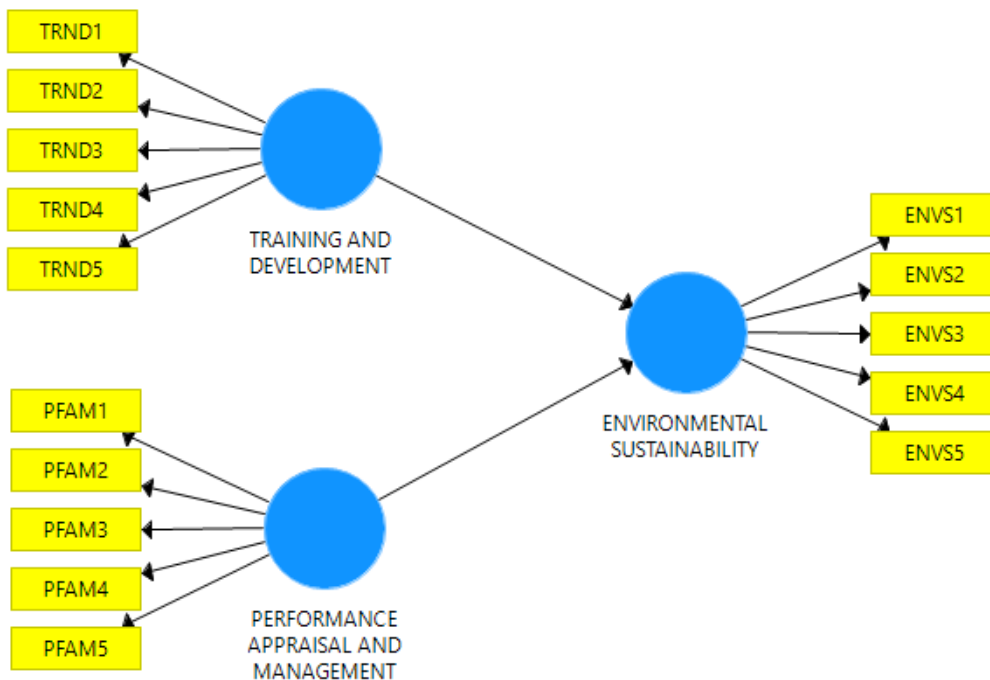 TRND1
TRND2
TRND3
TRND4
TRND5
TRAINING AND
DEVELOPMENT
PFAM1
PFAM2
PFAM3
PFAM4
PFAM5
PERFORMANCE
APPRAISAL AND
MANAGEMENT
ENVIRONMENTAL
SUSTAINABILITY
ENVS1
ENVS2
ENVS3
ENVS4
ENVS5